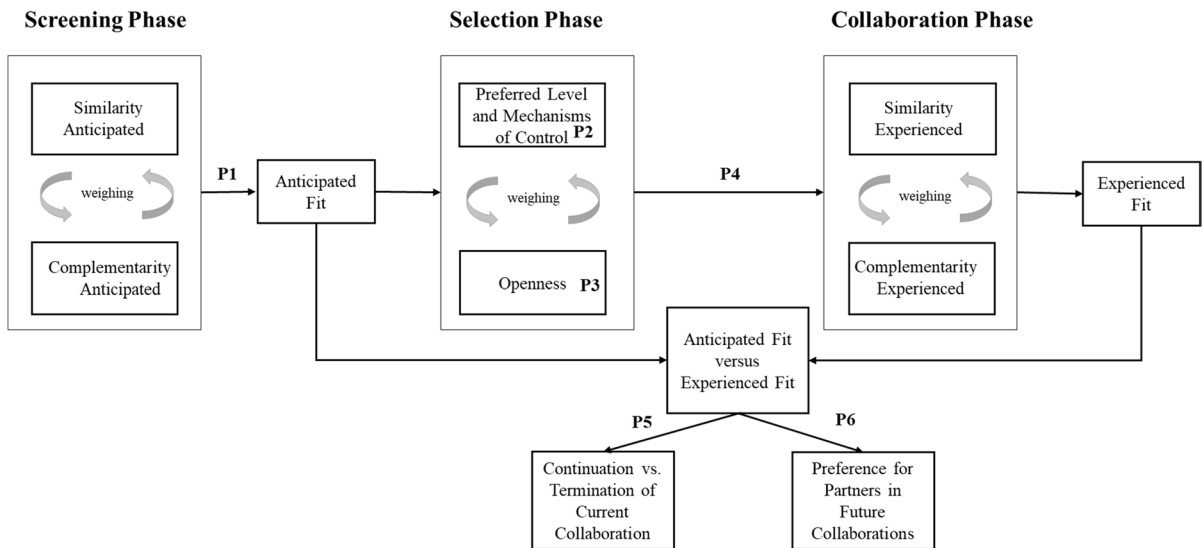 Screening Phase
Selection Phase
Collaboration Phase
Similarity
Anticipated
weighing
Complementarity
Anticipated
P1
Anticipated
Fit
Preferred Level
and Mechanisms
of Control P2
weighing
Openness P3
P4
Similarity
Experienced
weighing
Complementarity
Experienced
Experienced
Fit
Anticipated Fit
versus
Experienced Fit
P5
P6
Continuation vs.
Termination of
Current
Collaboration
Preference for
Partners in
Future
Collaborations